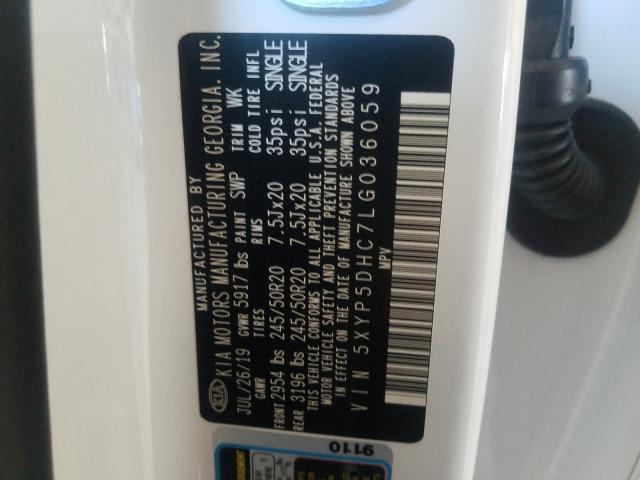 MANUFACTURED BY
KIA KIA MOTORS MANUFACTURING GEORGIA, INC.
JUL/26/19 GVWR 5917 lbs PAINT SWP TRIM WK
GAWR TIRES RIMS COLD TIRE INFL
FRONT 2954 lbs 245/50R20 7.5Jx20 35psi SINGLE
REAR 3196 lbs 245/50R20 7.5Jx20 35psi SINGLE
THIS VEHICLE CONFORMS TO ALL APPLICABLE U.S.A. FEDERAL
MOTOR VEHICLE SAFETY AND THEFT PREVENTION STANDARDS
IN EFFECT ON THE DATE OF MANUFACTURE SHOWN ABOVE
VIN 5XYP5DHC7LG036059
MPV
9110